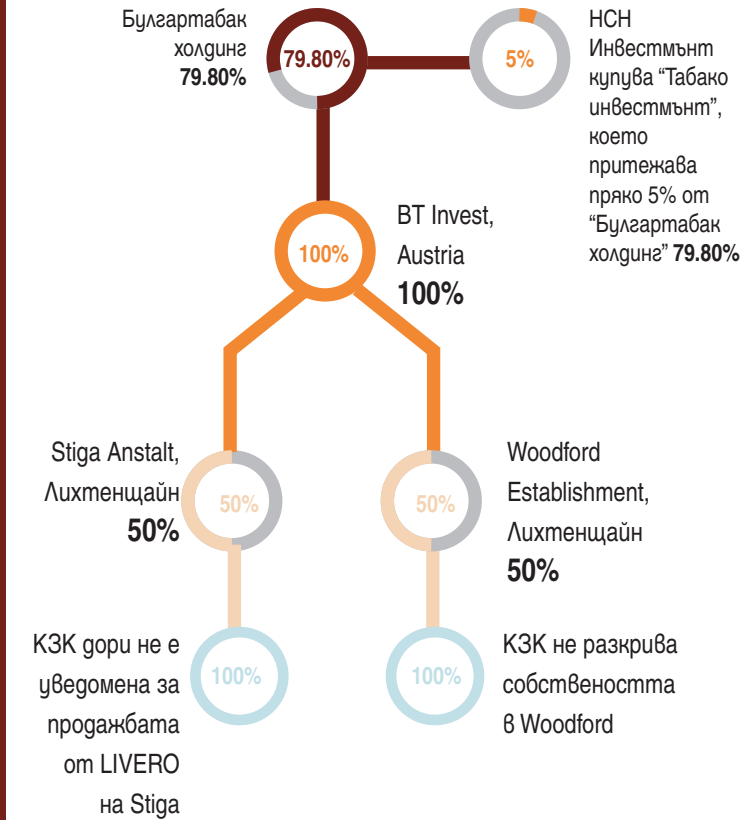 Булгартабак
холдинг
79.80%
79.80%
5%
НСН
Инвестмънт
купува “Табако
инвестмънт”,
което
притежава
пряко 5% от
“Булгартабак
холдинг” 79.80%
100%
BT Invest,
Austria
100%
Stiga Anstalt,
Лихтенщайн
50%
50%
50%
Woodford
Establishment,
Лихтенщайн
50%
КЗК дори не е
уведомена за
продажбата
от LIVERO
на Stiga
100%
100%
КЗК не разкрива
собствеността
в Woodford